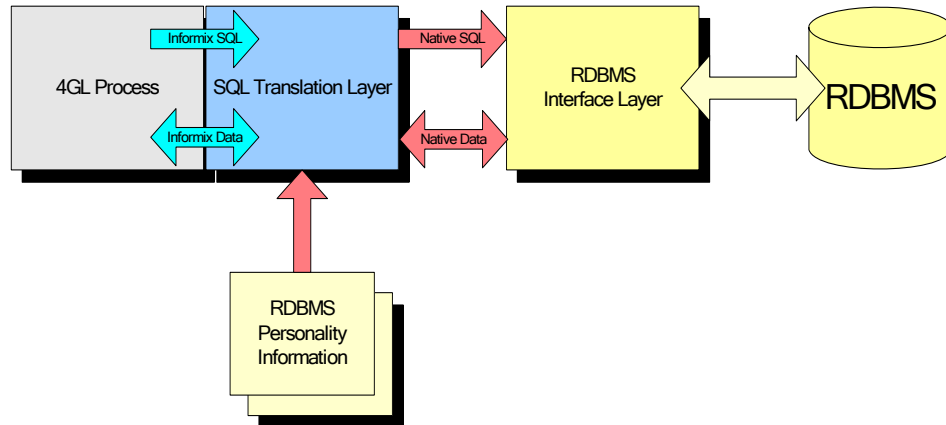 Informix SQL
Native SQL
4GL Process
SQL Translation Layer
RDBMS
Interface Layer
RDBMS
Informix Data
Native Data
RDBMS
Personality
Information